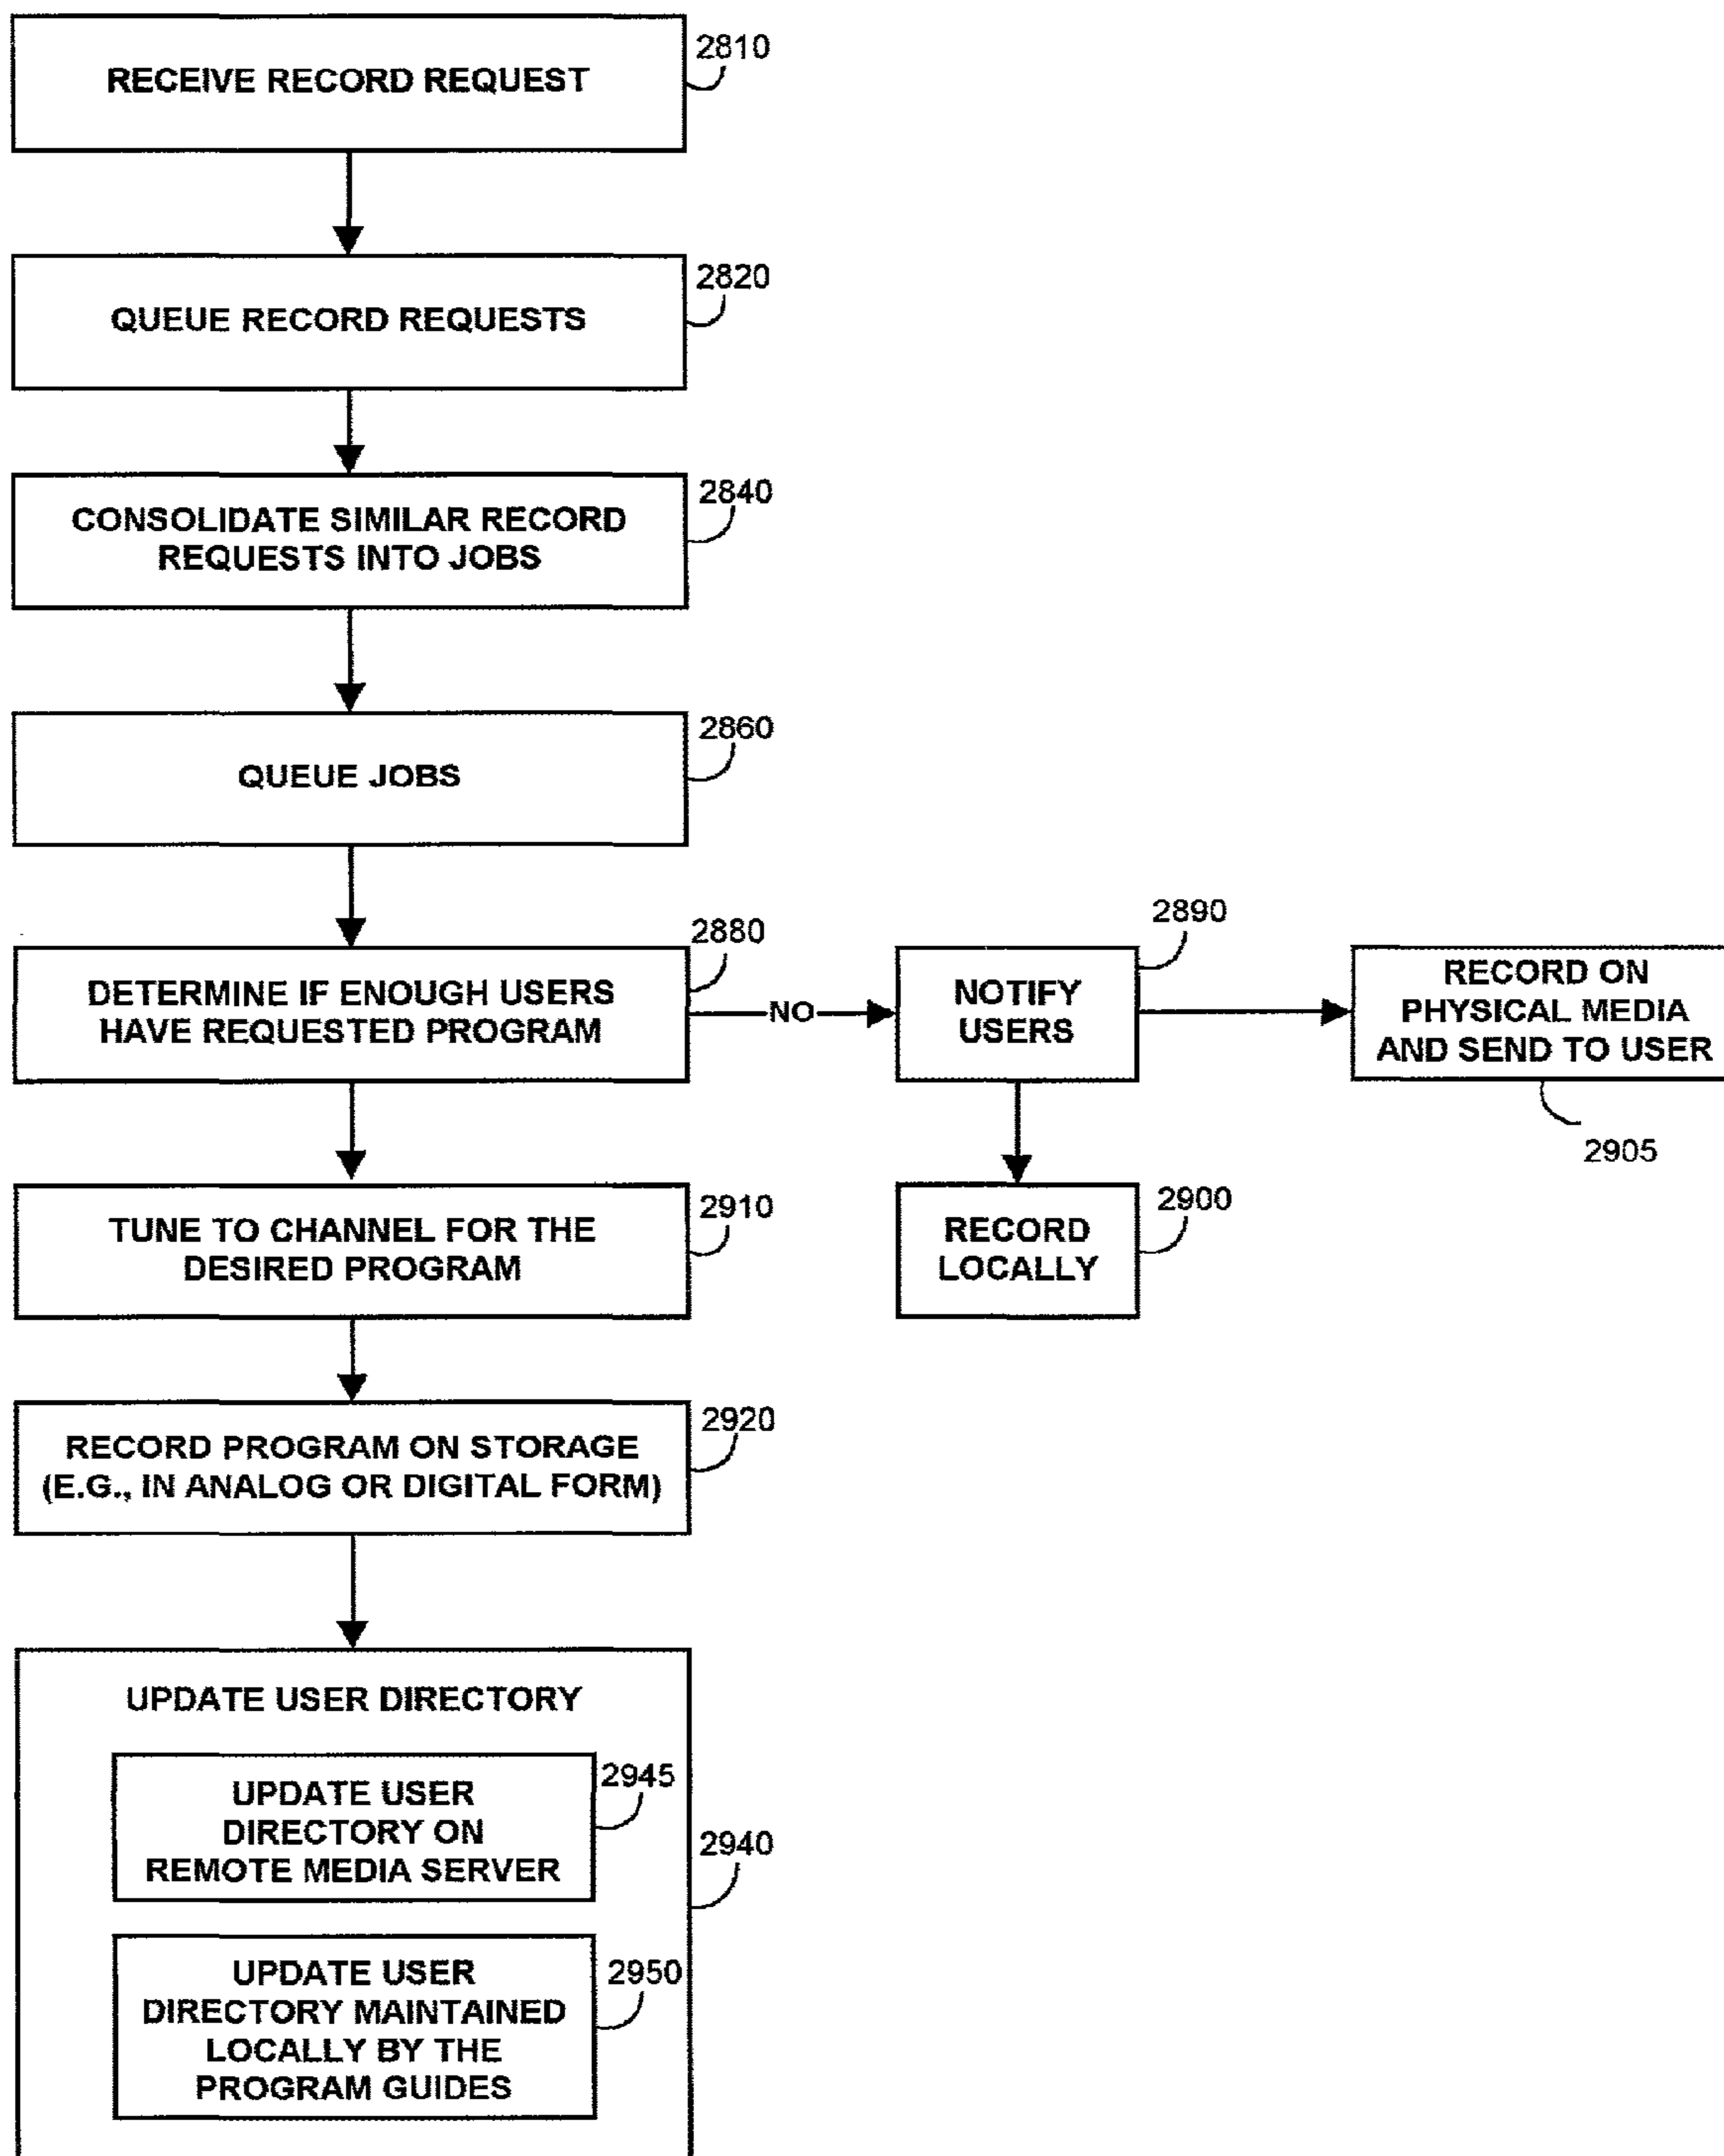 RECEIVE RECORD REQUEST
2810
QUEUE RECORD REQUESTS
2820
CONSOLIDATE SIMILAR RECORD
REQUESTS INTO JOBS
2840
QUEUE JOBS
2860
DETERMINE IF ENOUGH USERS
HAVE REQUESTED PROGRAM
2880
NO
NOTIFY
USERS
2890
RECORD ON
PHYSICAL MEDIA
AND SEND TO USER
2905
RECORD
LOCALLY
2900
TUNE TO CHANNEL FOR THE
DESIRED PROGRAM
2910
RECORD PROGRAM ON STORAGE
(E.G., IN ANALOG OR DIGITAL FORM)
2920
UPDATE USER DIRECTORY
2940
UPDATE USER
DIRECTORY ON
REMOTE MEDIA SERVER
2945
UPDATE USER
DIRECTORY MAINTAINED
LOCALLY BY THE
PROGRAM GUIDES
2950